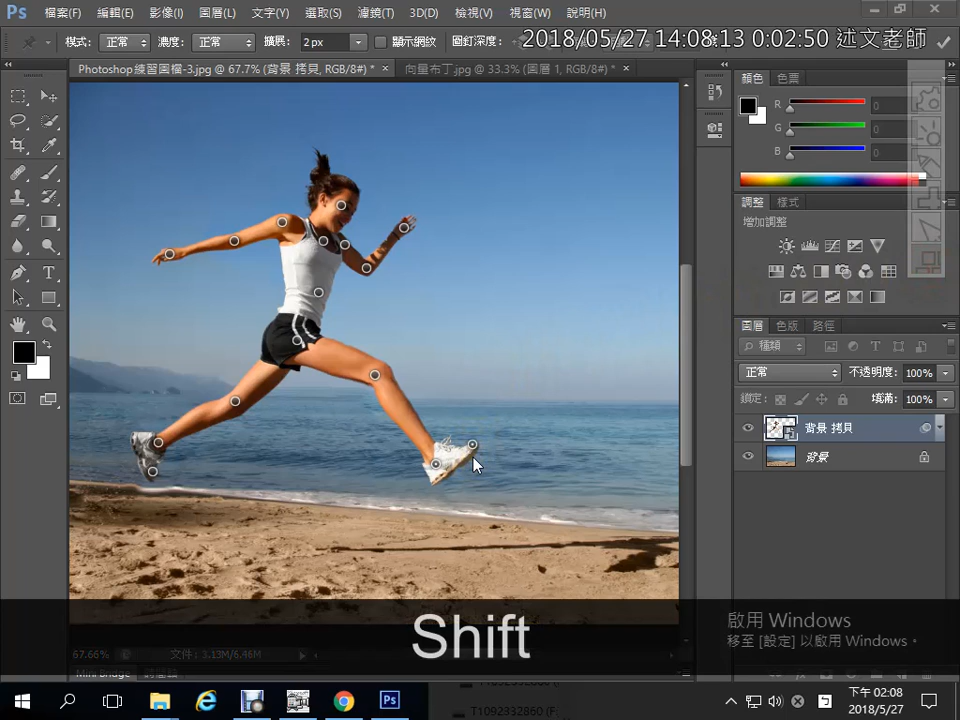 Ps 檔案(F) 編輯(E) 影像(I) 圖層(L) 文字(Y) 選取(S) 濾鏡(T) 3D(D) 檢視(V) 視窗(W) 說明(H)
模式: 正常 濃度: 正常 擴展: 2 px 顯示網紋 圖釘深度:
2018/05/27 14:08:13 0:02:50 述文老師
Photoshop練習圖檔-3.jpg @ 67.7% (背景 拷貝, RGB/8#) * × 向量布丁.jpg @ 33.3% (圖層 1, RGB/8#) * ×
顏色 色票
R 0
G 0
B 0
調整 樣式
增加調整
圖層 色版 路徑
種類
正常 不透明度: 100%
鎖定: 填滿: 100%
背景 拷貝
背景
Shift
啟用 Windows
移至 [設定] 以啟用 Windows。
67.66% 文件: 3.13M/6.46M
Mini Bridge 時間軸
下午 02:08
2018/5/27